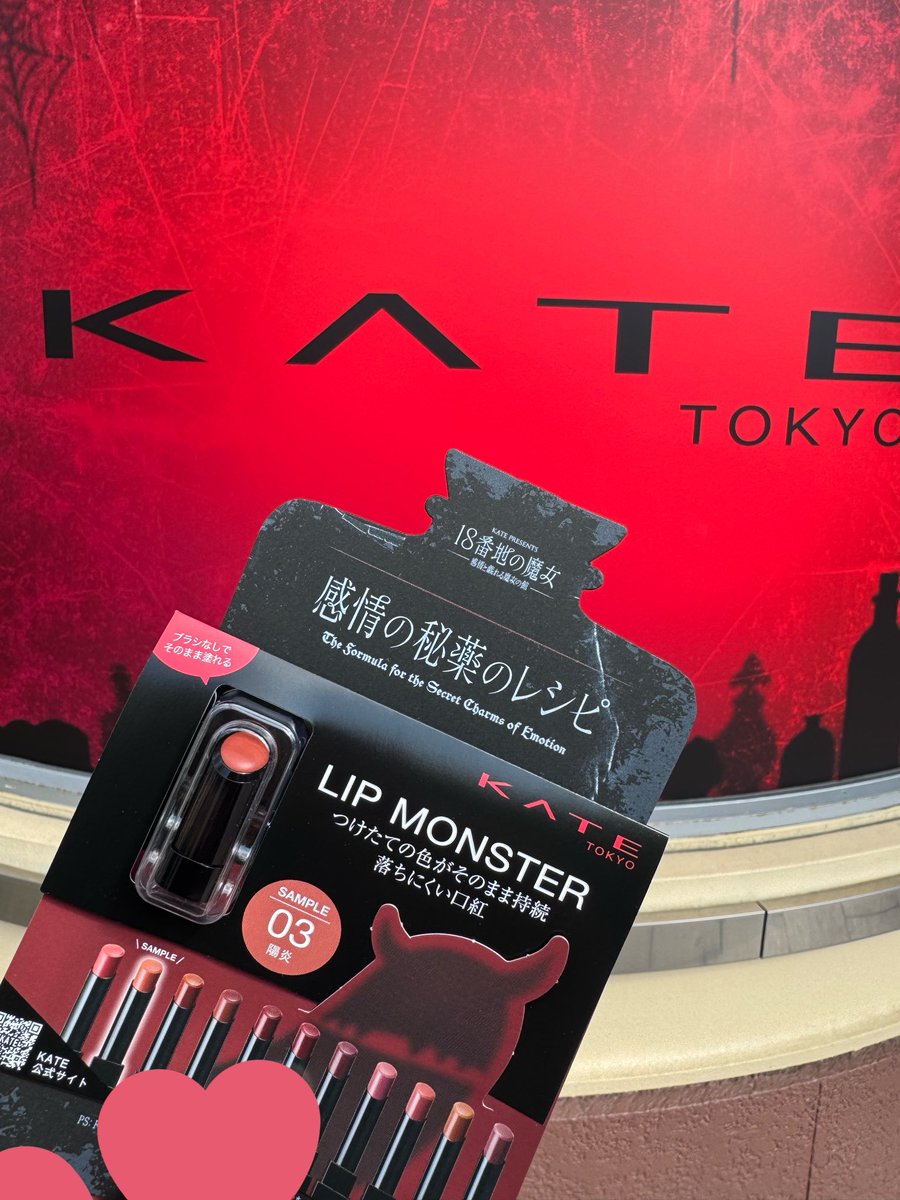 KATE
TOKYO
KATE PRESENTS
18番地の魔女
感情の秘薬のレシピ
The Formula for the Secret Charms of Emotion
ブラシなしで
そのまま塗れる
KATE
TOKYO
LIP MONSTER
つけたての色がそのまま持続
落ちにくい口紅
SAMPLE
03
陽炎
\ SAMPLE /
KATE
公式サイト
PS: